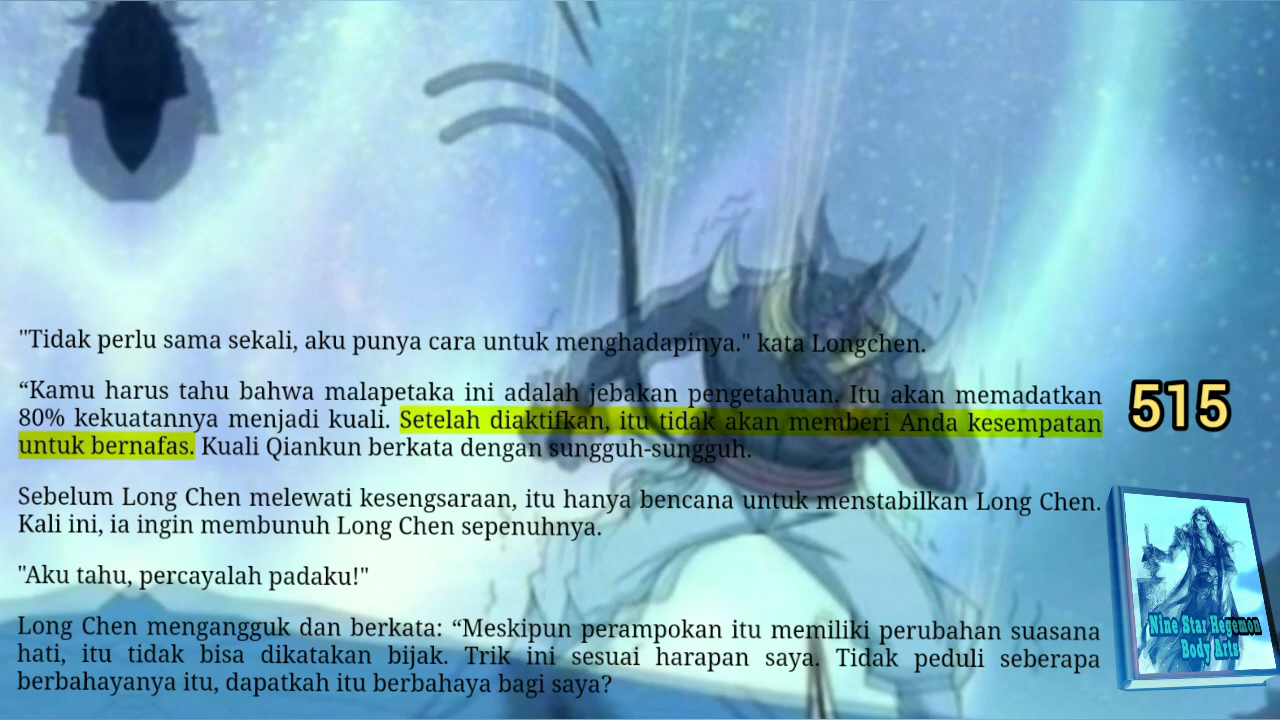 "Tidak perlu sama sekali, aku punya cara untuk menghadapinya." kata Longchen.
“Kamu harus tahu bahwa malapetaka ini adalah jebakan pengetahuan. Itu akan memadatkan
80% kekuatannya menjadi kuali. Setelah diaktifkan, itu tidak akan memberi Anda kesempatan
untuk bernafas. Kuali Qiankun berkata dengan sungguh-sungguh.
Sebelum Long Chen melewati kesengsaraan, itu hanya bencana untuk menstabilkan Long Chen.
Kali ini, ia ingin membunuh Long Chen sepenuhnya.
"Aku tahu, percayalah padaku!"
Long Chen mengangguk dan berkata: “Meskipun perampokan itu memiliki perubahan suasana
hati, itu tidak bisa dikatakan bijak. Trik ini sesuai harapan saya. Tidak peduli seberapa
berbahayanya itu, dapatkah itu berbahaya bagi saya?
515
Nine Star Hegemon
Body Arts